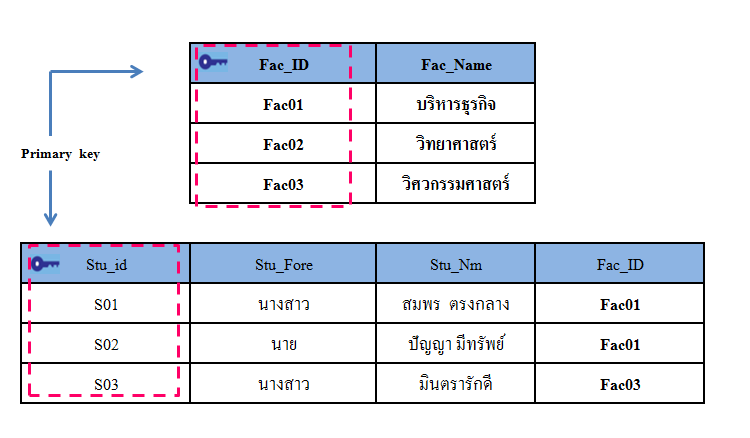 Fac_ID Fac_Name
Fac01 บริหารธุรกิจ
Fac02 วิทยาศาสตร์
Primary key
Fac03 วิศวกรรมศาสตร์
Stu_id Stu_Fore Stu_Nm Fac_ID
S01 นางสาว สมพร ตรงกลาง Fac01
S02 นาย ปัญญา มีทรัพย์ Fac01
S03 นางสาว มินตรารักดี Fac03